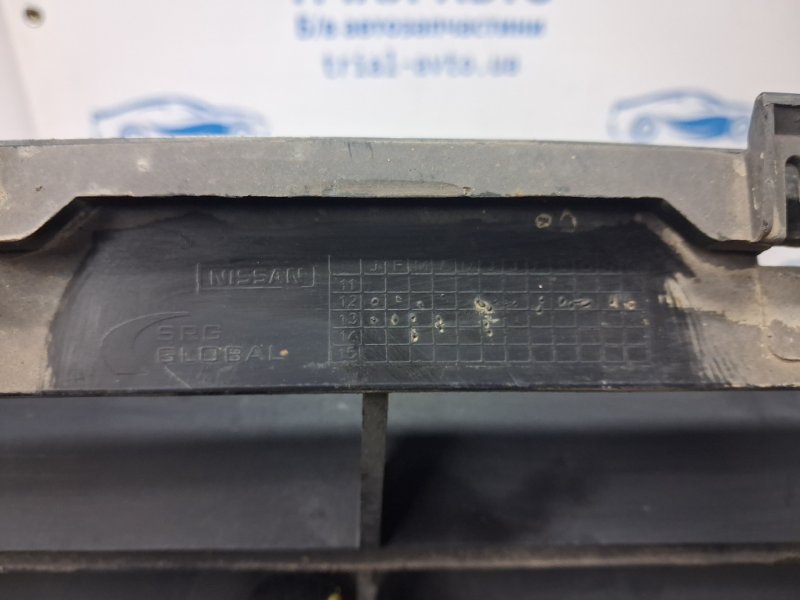 Б/в автозапчастини
trial-avto.ua
NISSAN
SRG
GLOBAL
J F M A M J
11
12
13
14
15